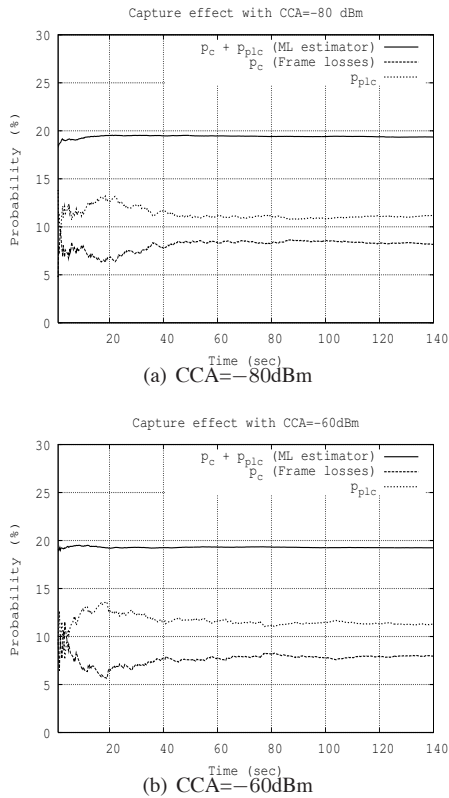 Capture effect with CCA=-80 dBm
30
25
20
15
10
5
0
Probability (%)
p_c + p_plc (ML estimator)
p_c (Frame losses)
p_plc
20 40 60 80 100 120 140
Time (sec)
(a) CCA=−80dBm
Capture effect with CCA=-60dBm
30
25
20
15
10
5
0
Probability (%)
p_c + p_plc (ML estimator)
p_c (Frame losses)
p_plc
20 40 60 80 100 120 140
Time (sec)
(b) CCA=−60dBm